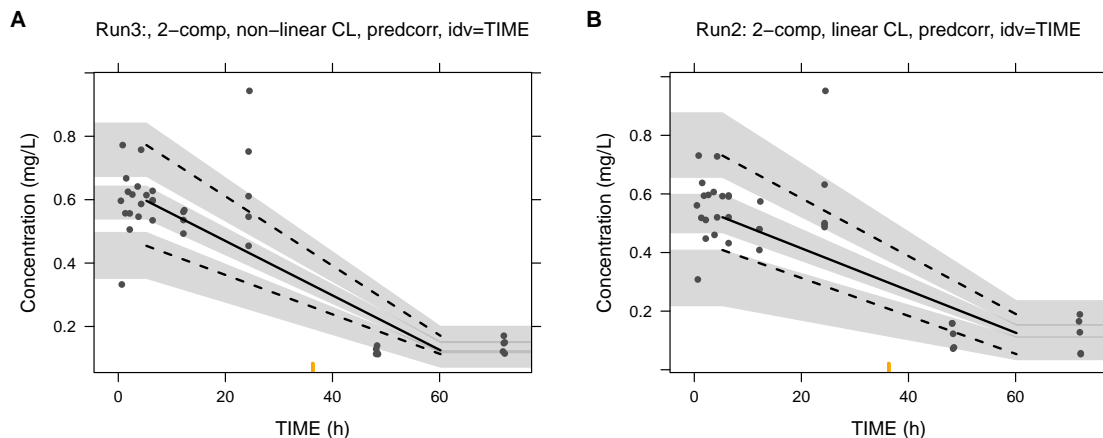 A
Run3:, 2−comp, non−linear CL, predcorr, idv=TIME
Concentration (mg/L)
0.8
0.6
0.4
0.2
0 20 40 60
TIME (h)
B
Run2: 2−comp, linear CL, predcorr, idv=TIME
Concentration (mg/L)
0.8
0.6
0.4
0.2
0 20 40 60
TIME (h)